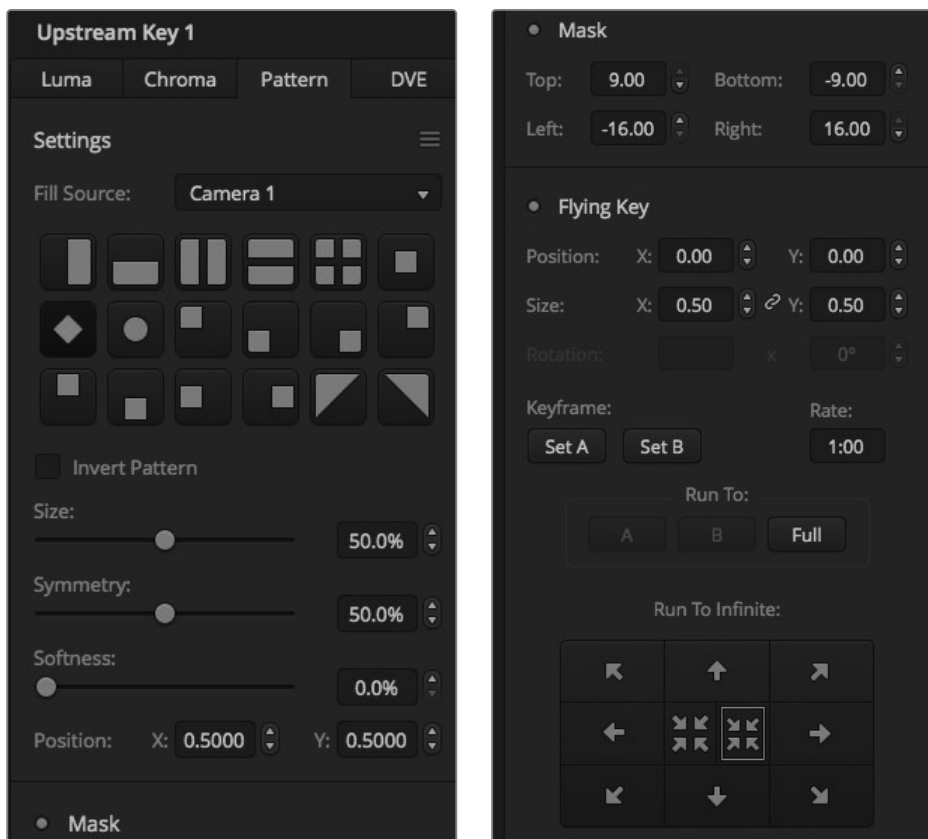 Upstream Key 1
Luma Chroma Pattern DVE
Settings
Fill Source: Camera 1
Invert Pattern
Size:
50.0%
Symmetry:
50.0%
Softness:
0.0%
Position: X: 0.5000 Y: 0.5000
Mask
Mask
Top: 9.00 Bottom: -9.00
Left: -16.00 Right: 16.00
Flying Key
Position: X: 0.00 Y: 0.00
Size: X: 0.50 Y: 0.50
Rotation: x 0°
Keyframe: Rate:
Set A Set B 1:00
Run To:
A B Full
Run To Infinite: